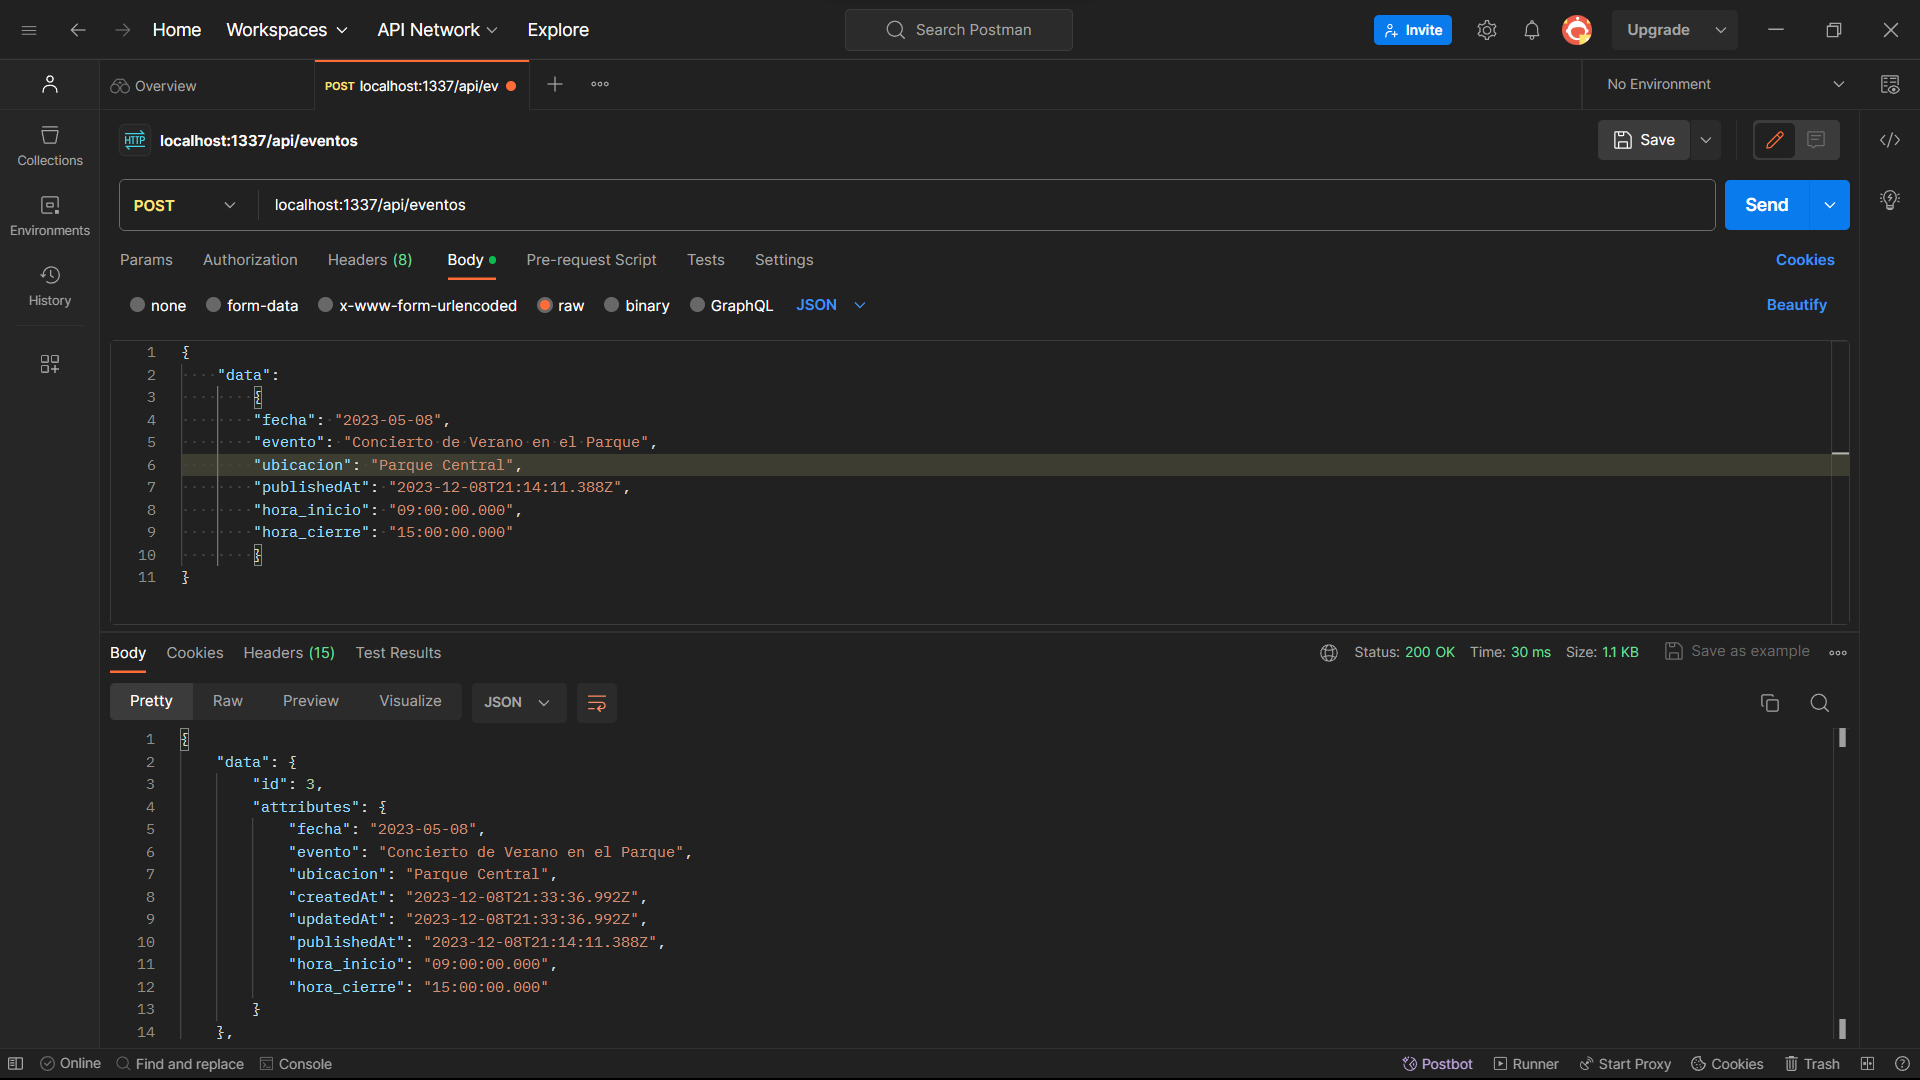 Home Workspaces API Network Explore Search Postman Invite Upgrade
Overview POST localhost:1337/api/ev No Environment
HTTP localhost:1337/api/eventos Save
Collections
Environments
History
POST localhost:1337/api/eventos Send
Params Authorization Headers (8) Body Pre-request Script Tests Settings Cookies
none form-data x-www-form-urlencoded raw binary GraphQL JSON Beautify
1 {
2 "data":
3 {
4 "fecha": "2023-05-08",
5 "evento": "Concierto de Verano en el Parque",
6 "ubicacion": "Parque Central",
7 "publishedAt": "2023-12-08T21:14:11.388Z",
8 "hora_inicio": "09:00:00.000",
9 "hora_cierre": "15:00:00.000"
10 }
11 }
Body Cookies Headers (15) Test Results Status: 200 OK Time: 30 ms Size: 1.1 KB Save as example
Pretty Raw Preview Visualize JSON
1 {
2 "data": {
3 "id": 3,
4 "attributes": {
5 "fecha": "2023-05-08",
6 "evento": "Concierto de Verano en el Parque",
7 "ubicacion": "Parque Central",
8 "createdAt": "2023-12-08T21:33:36.992Z",
9 "updatedAt": "2023-12-08T21:33:36.992Z",
10 "publishedAt": "2023-12-08T21:14:11.388Z",
11 "hora_inicio": "09:00:00.000",
12 "hora_cierre": "15:00:00.000"
13 }
14 },
Online Find and replace Console Postbot Runner Start Proxy Cookies Trash